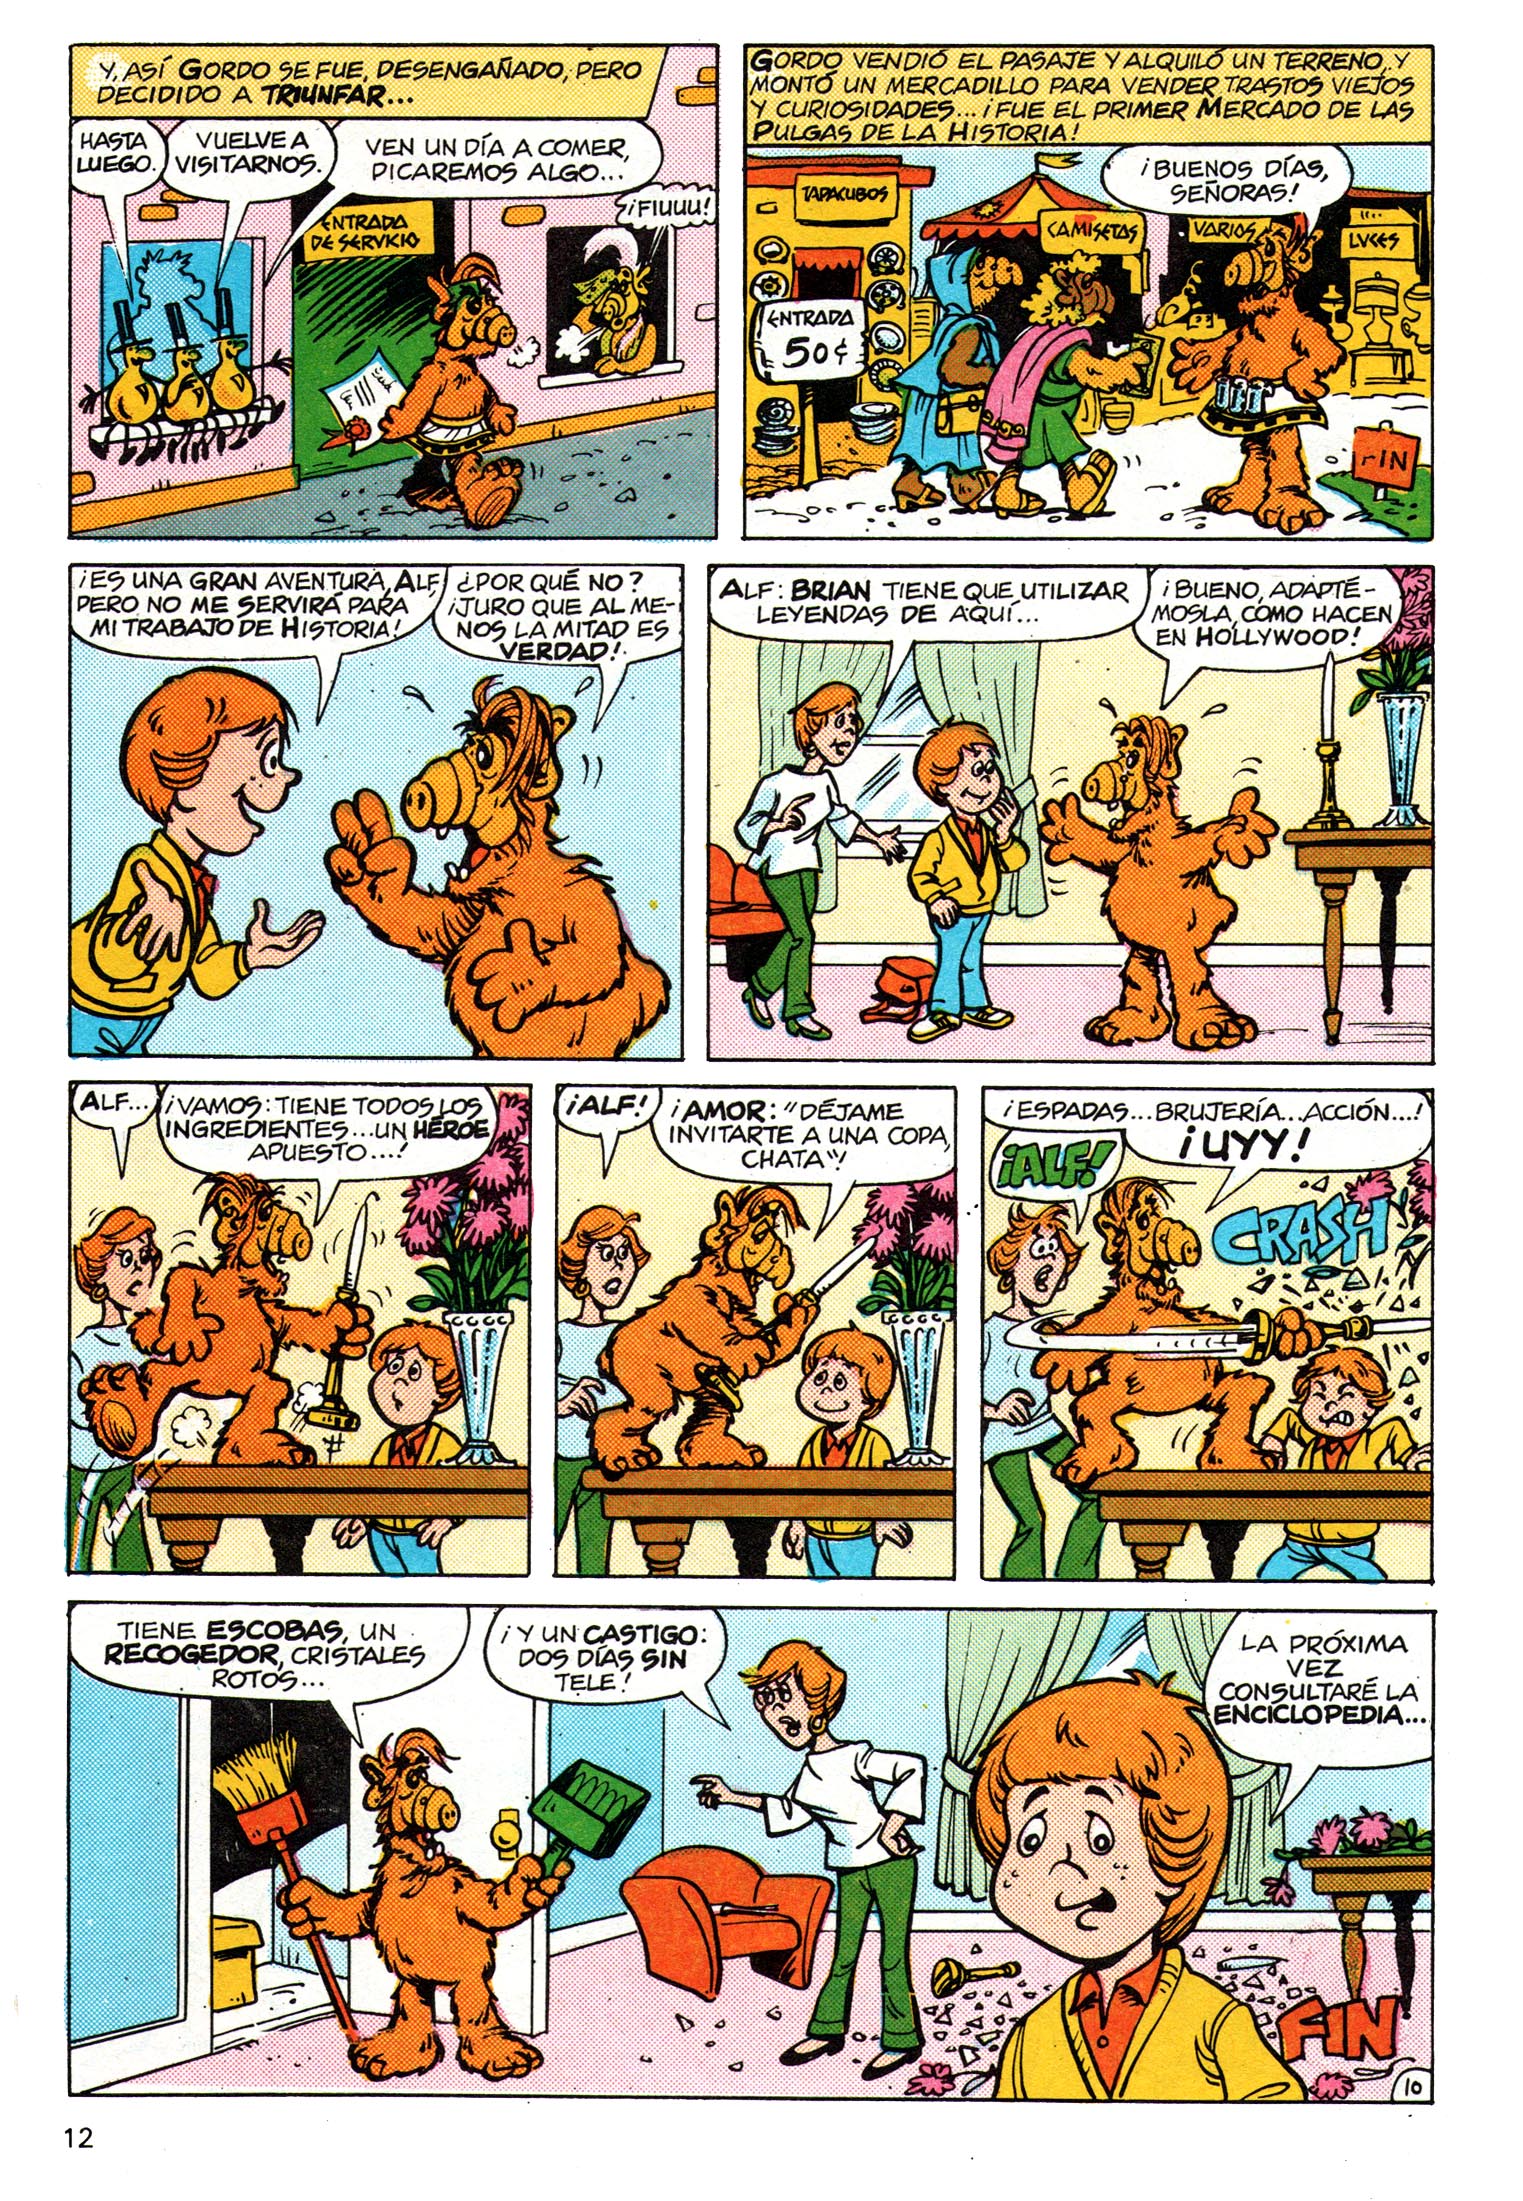 Y, ASÍ GORDO SE FUE, DESENGAÑADO, PERO
DECIDIDO A TRIUNFAR...
HASTA
LUEGO.
VUELVE A
VISITARNOS.
VEN UN DÍA A COMER,
PICAREMOS ALGO...
¡FIUUU!
ENTRADA
DE SERVICIO
GORDO VENDIÓ EL PASAJE Y ALQUILÓ UN TERRENO, Y
MONTÓ UN MERCADILLO PARA VENDER TRASTOS VIEJOS
Y CURIOSIDADES... ¡FUE EL PRIMER MERCADO DE LAS
PULGAS DE LA HISTORIA!
¡BUENOS DÍAS,
SEÑORAS!
TAPACUBOS
CAMISETAS
VARIOS
LUCES
ENTRADA
50¢
FIN
¡ES UNA GRAN AVENTURA, ALF,
PERO NO ME SERVIRÁ PARA
MI TRABAJO DE HISTORIA!
¿POR QUÉ NO?
¡JURO QUE AL ME-
NOS LA MITAD ES
VERDAD!
ALF: BRIAN TIENE QUE UTILIZAR
LEYENDAS DE AQUÍ...
¡BUENO, ADAPTÉ-
MOSLA, COMO HACEN
EN HOLLYWOOD!
ALF...
¡VAMOS: TIENE TODOS LOS
INGREDIENTES...UN HÉROE
APUESTO...!
¡ALF!
¡AMOR: "DÉJAME
INVITARTE A UNA COPA,
CHATA"!
¡ESPADAS...BRUJERÍA...ACCIÓN...!
¡UYY!
¡ALF!
CRASH
TIENE ESCOBAS, UN
RECOGEDOR, CRISTALES
ROTOS...
¡Y UN CASTIGO:
DOS DÍAS SIN
TELE!
LA PRÓXIMA
VEZ
CONSULTARÉ LA
ENCICLOPEDIA...
FIN
10
12